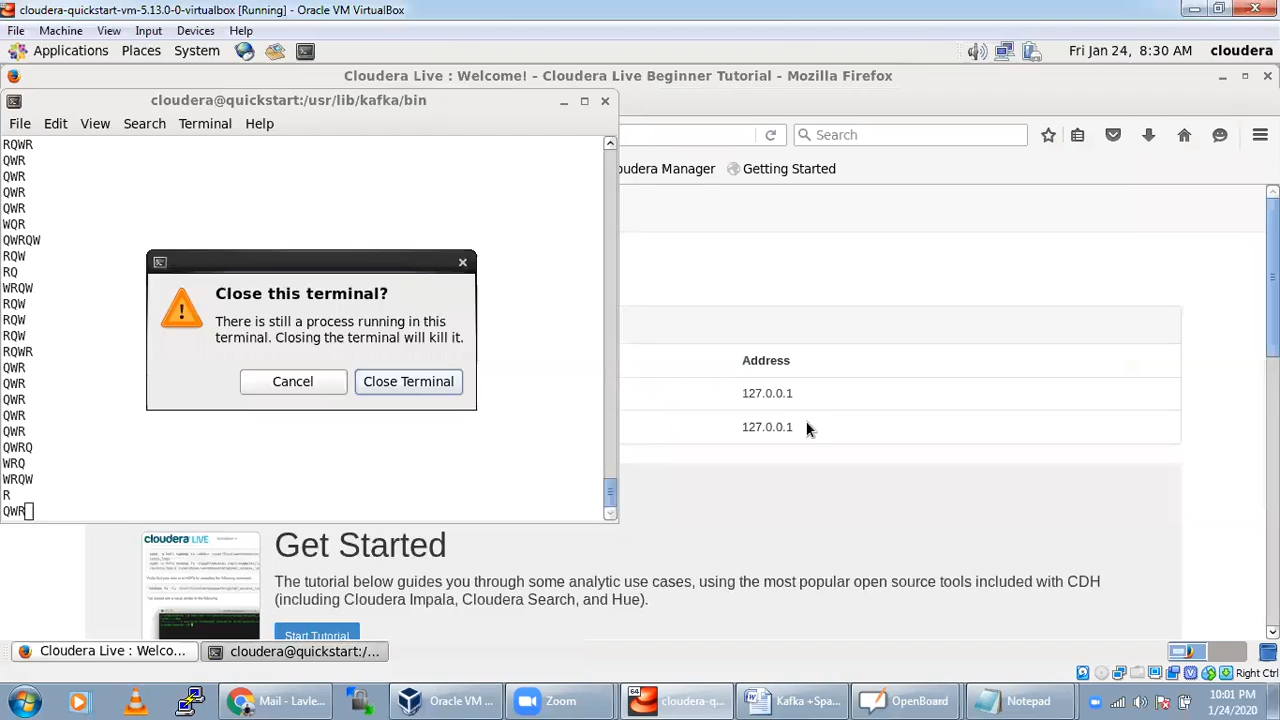 cloudera-quickstart-vm-5.13.0-0-virtualbox [Running] - Oracle VM VirtualBox
File Machine View Input Devices Help
Applications Places System Fri Jan 24, 8:30 AM cloudera
Cloudera Live : Welcome! - Cloudera Live Beginner Tutorial - Mozilla Firefox
cloudera@quickstart:/usr/lib/kafka/bin
File Edit View Search Terminal Help
Search
oudera Manager Getting Started
RQWR
QWR
QWR
QWR
QWR
WQR
QWRQW
RQW
RQ
WRQW
RQW
RQW
RQW
RQWR
QWR
QWR
QWR
QWR
QWR
QWRQ
WRQ
WRQW
R
QWR
Close this terminal?
There is still a process running in this
terminal. Closing the terminal will kill it.
Cancel Close Terminal
Address
127.0.0.1
127.0.0.1
cloudera LIVE
Get Started
The tutorial below guides you through some analytic use cases, using the most popular open source tools included with CDH
(including Cloudera Impala, Cloudera Search, and Hue).
Start Tutorial
Cloudera Live : Welco... cloudera@quickstart:/...
Right Ctrl
Mail - Lavle... Oracle VM ... Zoom 64 cloudera-q... Kafka +Spa... OpenBoard Notepad
10:01 PM
1/24/2020